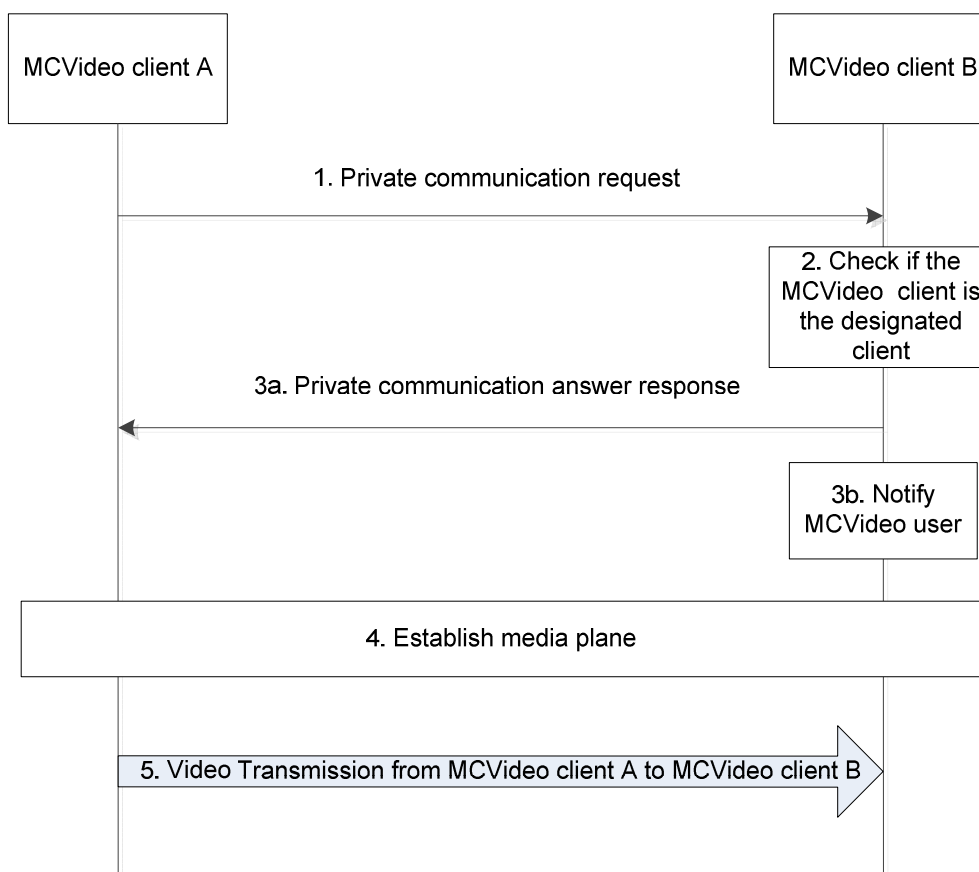 MCVideo client A
MCVideo client B
1. Private communication request
2. Check if the
MCVideo client is
the designated
client
3a. Private communication answer response
3b. Notify
MCVideo user
4. Establish media plane
5. Video Transmission from MCVideo client A to MCVideo client B